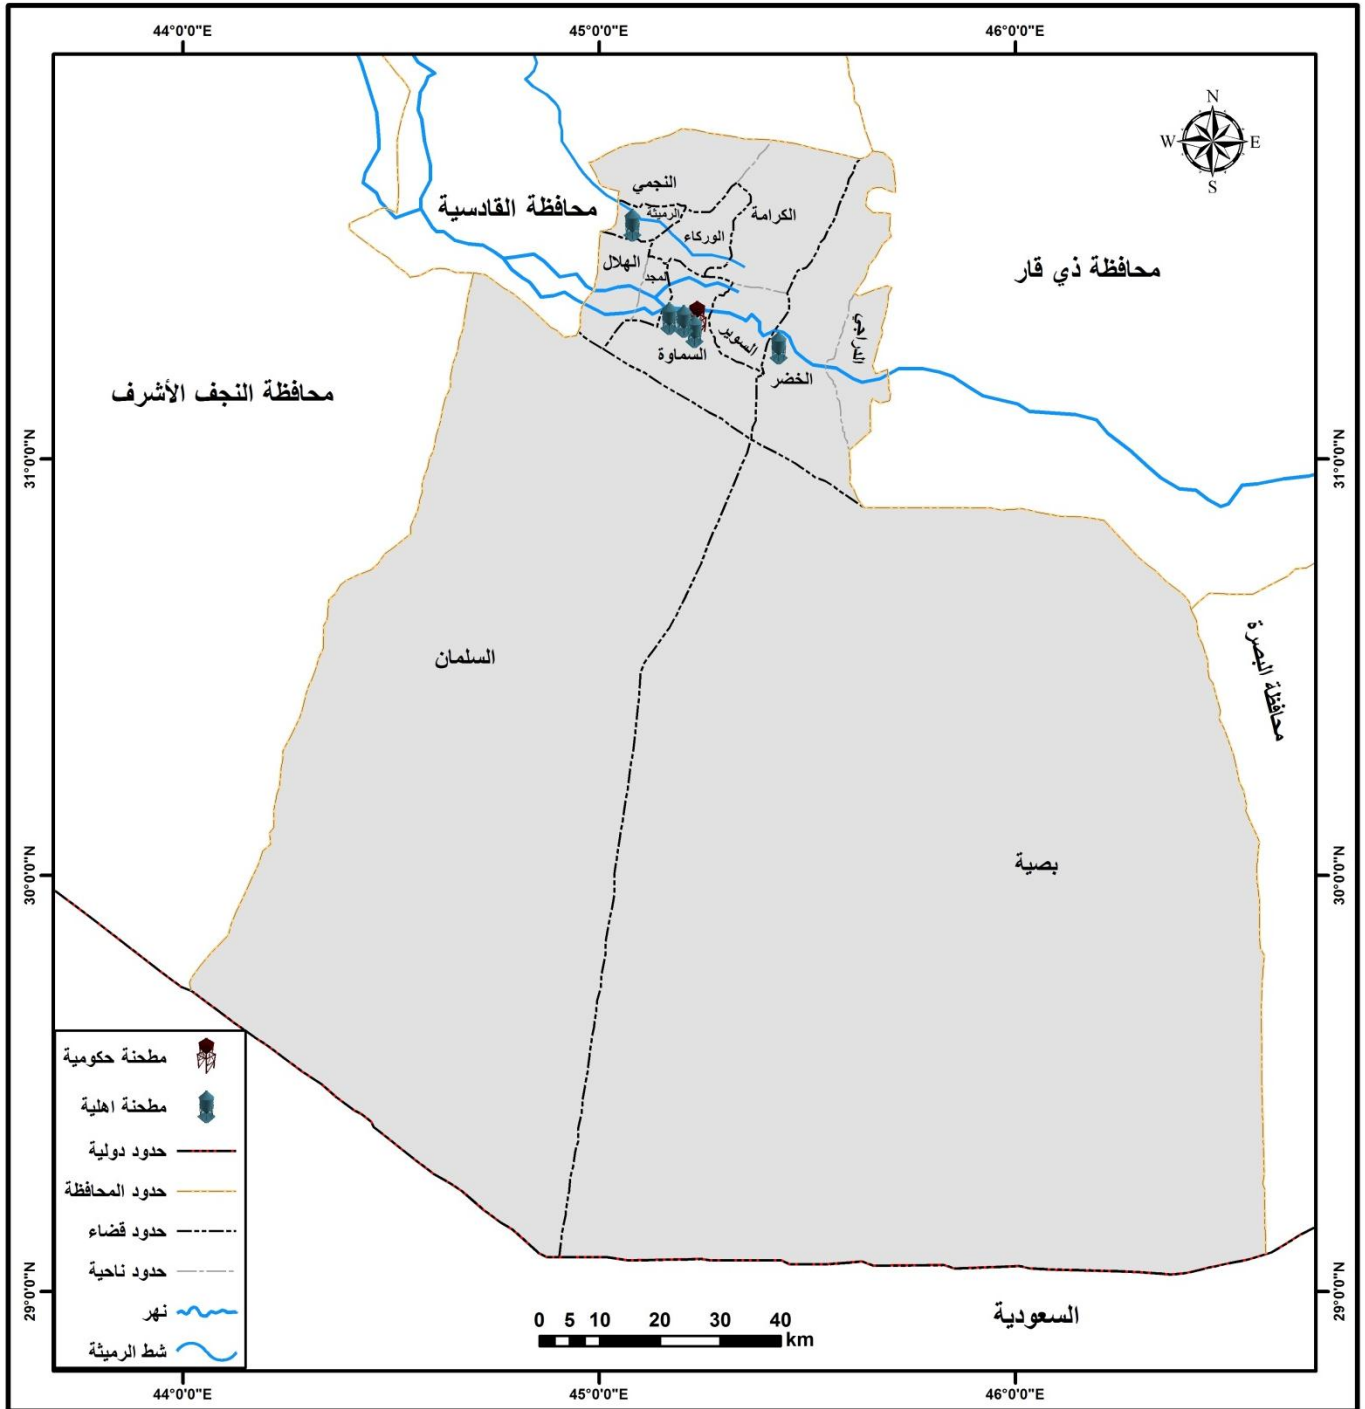 44°0'0"E
45°0'0"E
46°0'0"E
N
W
E
S
النجمي
محافظة القادسية
الرميثة
الكرامة
الوركاء
الهلال
المجد
محافظة ذي قار
السوير
الدراجي
السماوة
الخضر
محافظة النجف الأشرف
31°0'0"N
31°0'0"N
السلمان
محافظة البصرة
بصية
30°0'0"N
30°0'0"N
مطحنة حكومية
مطحنة اهلية
حدود دولية
حدود المحافظة
حدود قضاء
حدود ناحية
نهر
شط الرميثة
29°0'0"N
29°0'0"N
السعودية
0 5 10 20 30 40
km
44°0'0"E
45°0'0"E
46°0'0"E